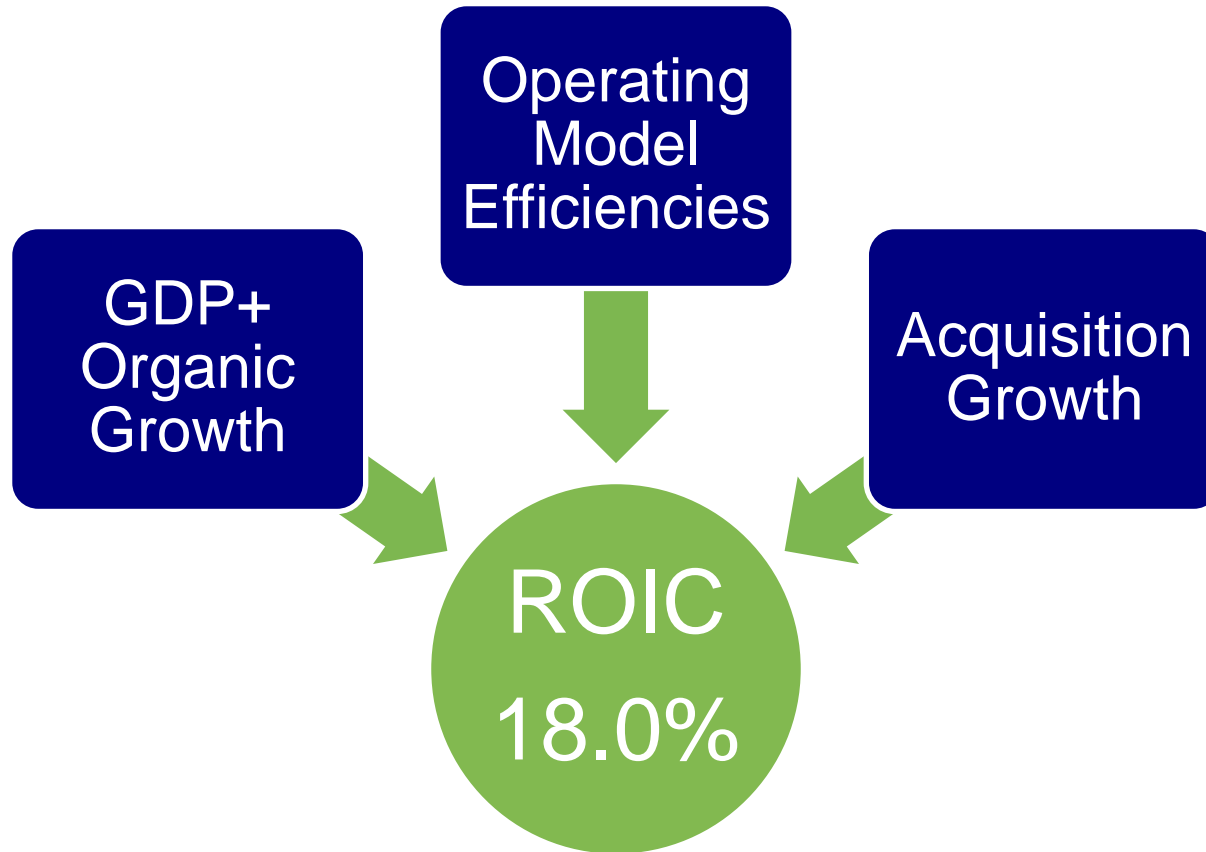 Operating
Model
Efficiencies
GDP+
Organic
Growth
Acquisition
Growth
ROIC
18.0%